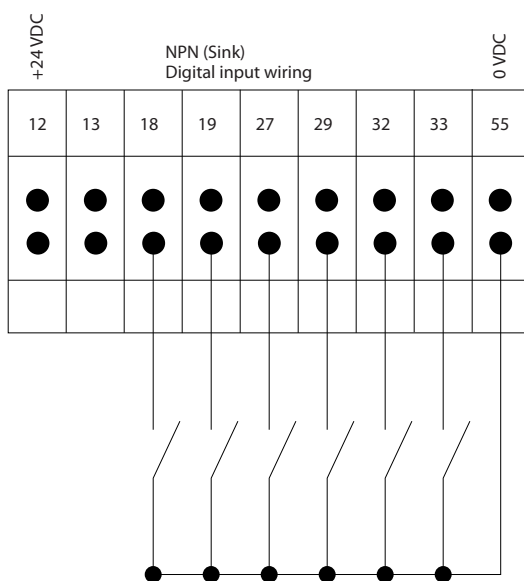 +24 VDC
NPN (Sink)
Digital input wiring
0 VDC
12 13 18 19 27 29 32 33 55